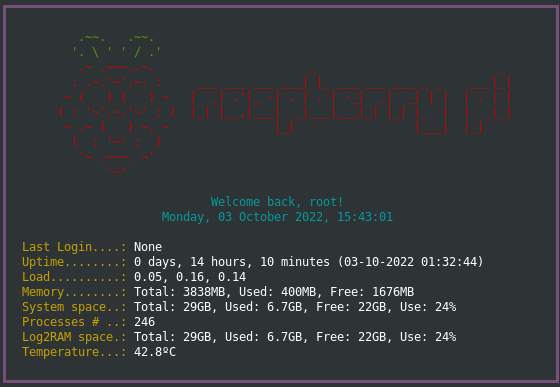 raspberry pi
Welcome back, root!
Monday, 03 October 2022, 15:43:01
Last Login....: None
Uptime........: 0 days, 14 hours, 10 minutes (03-10-2022 01:32:44)
Load..........: 0.05, 0.16, 0.14
Memory........: Total: 3838MB, Used: 400MB, Free: 1676MB
System space..: Total: 29GB, Used: 6.7GB, Free: 22GB, Use: 24%
Processes # ..: 246
Log2RAM space.: Total: 29GB, Used: 6.7GB, Free: 22GB, Use: 24%
Temperature...: 42.8ºC